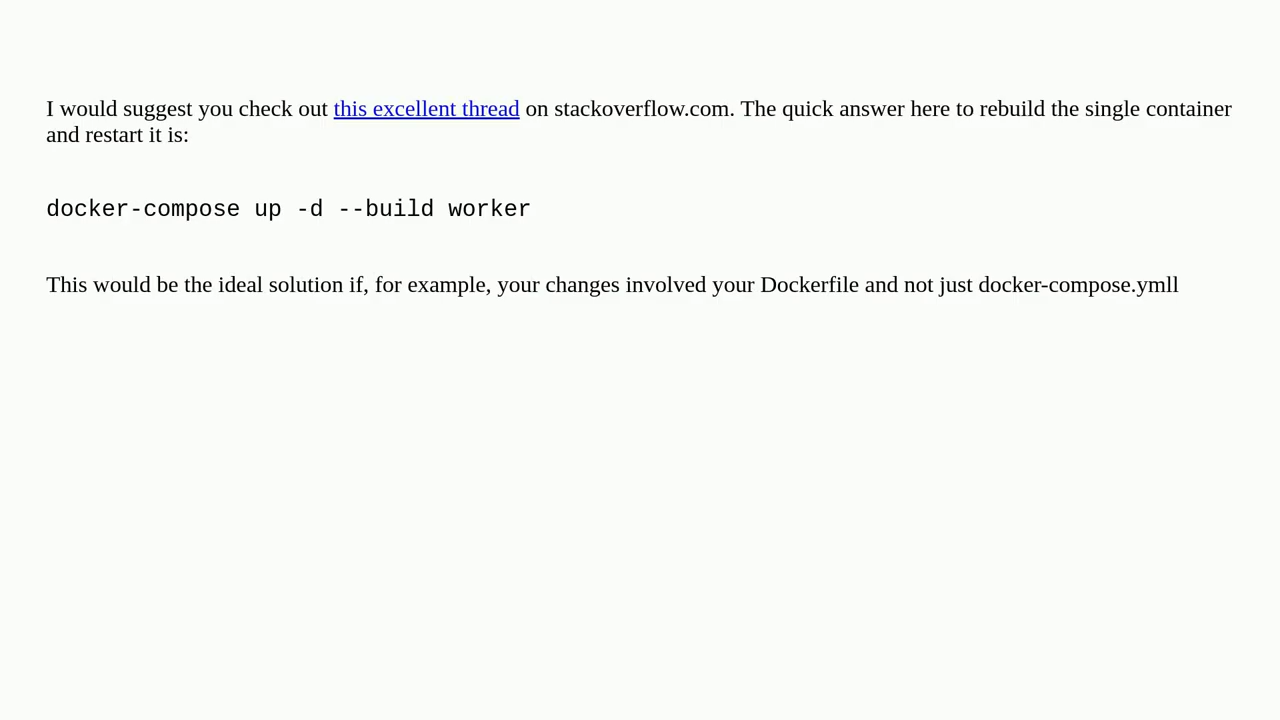 I would suggest you check out this excellent thread on stackoverflow.com. The quick answer here to rebuild the single container
and restart it is:
docker-compose up -d --build worker
This would be the ideal solution if, for example, your changes involved your Dockerfile and not just docker-compose.ymll